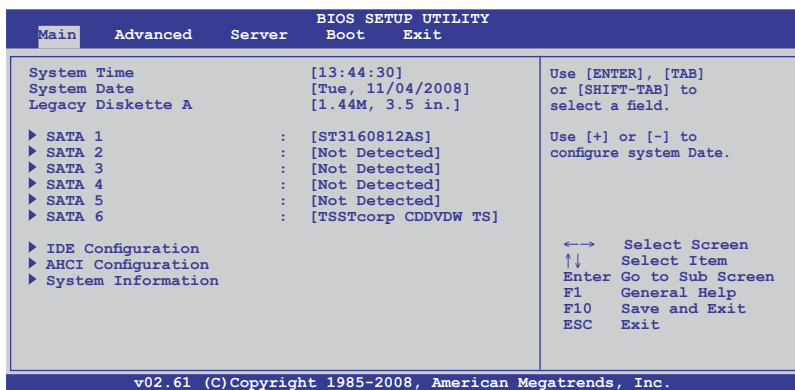 BIOS SETUP UTILITY
Main Advanced Server Boot Exit
System Time [13:44:30]
System Date [Tue, 11/04/2008]
Legacy Diskette A [1.44M, 3.5 in.]
SATA 1 : [ST3160812AS]
SATA 2 : [Not Detected]
SATA 3 : [Not Detected]
SATA 4 : [Not Detected]
SATA 5 : [Not Detected]
SATA 6 : [TSSTcorp CDDVDW TS]
IDE Configuration
AHCI Configuration
System Information
Use [ENTER], [TAB]
or [SHIFT-TAB] to
select a field.
Use [+] or [-] to
configure system Date.
←→ Select Screen
↑↓ Select Item
Enter Go to Sub Screen
F1 General Help
F10 Save and Exit
ESC Exit
v02.61 (C)Copyright 1985-2008, American Megatrends, Inc.